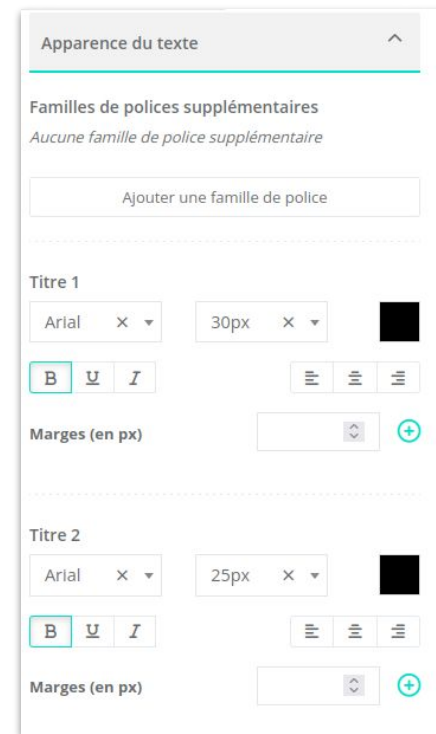 Apparence du texte
Familles de polices supplémentaires
Aucune famille de police supplémentaire
Ajouter une famille de police
Titre 1
Arial × 30px ×
B U I
Marges (en px)
Titre 2
Arial × 25px ×
B U I
Marges (en px)